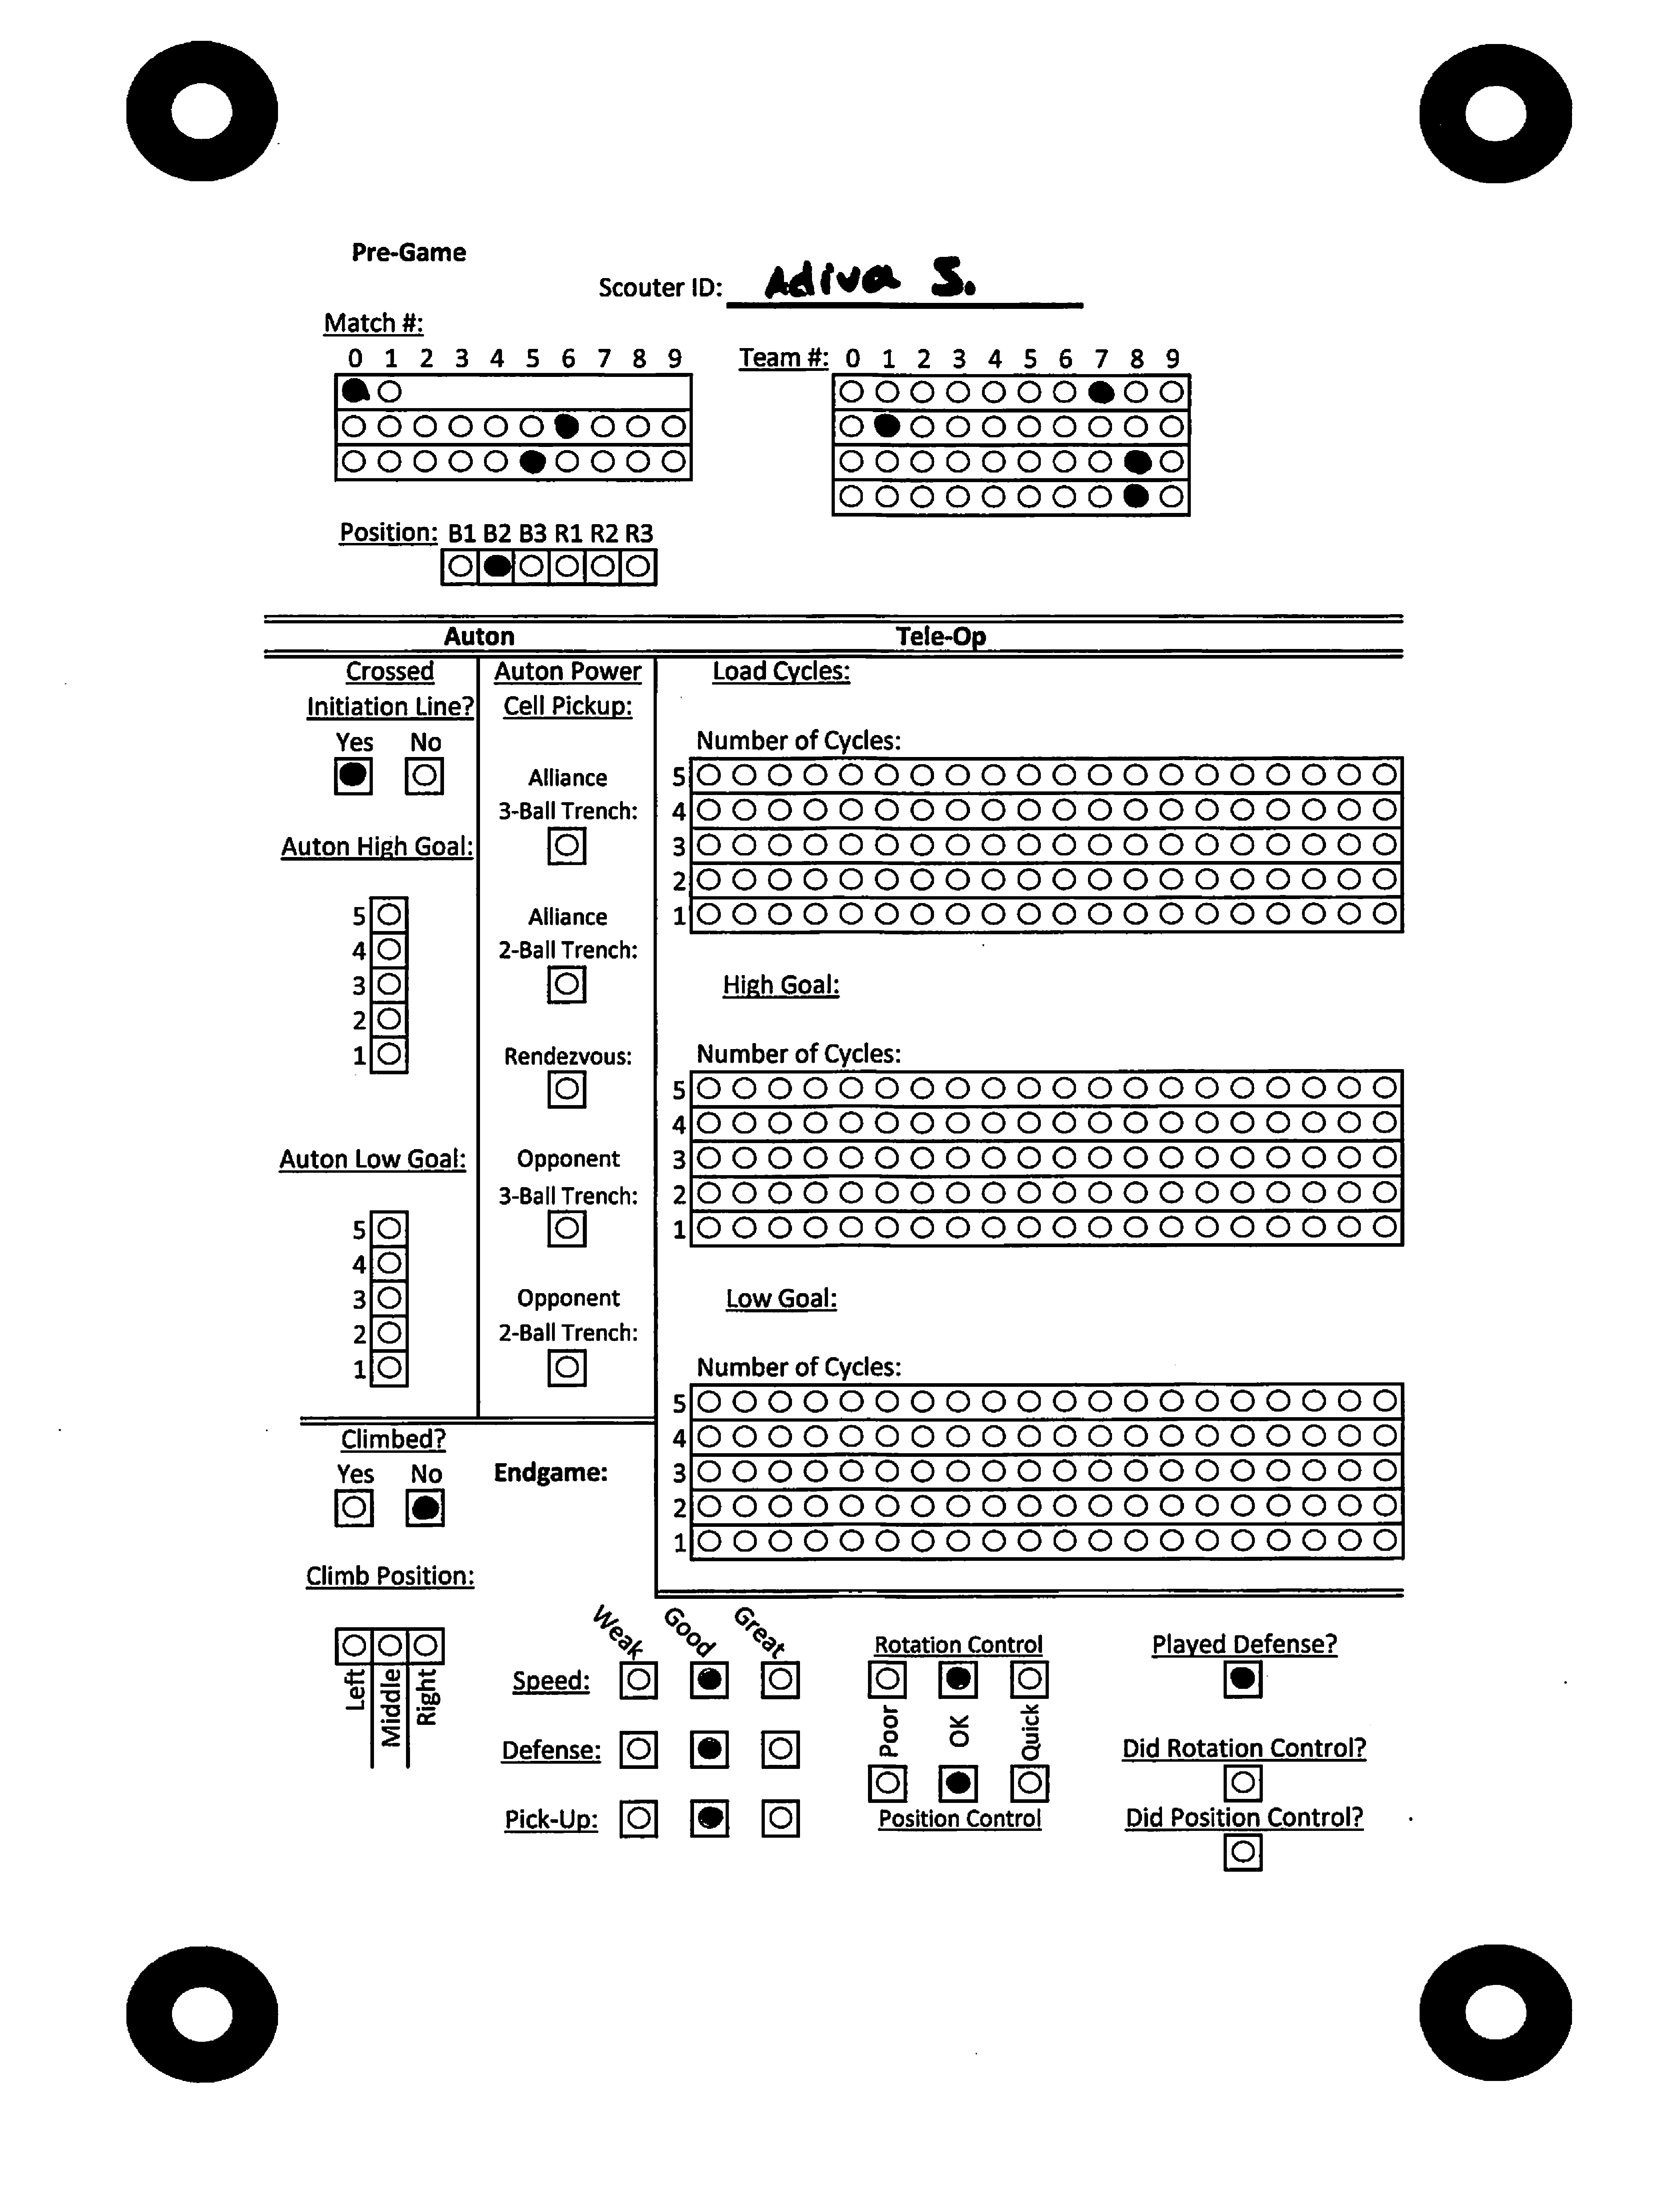 Pre-Game
Scouter ID: Adiva S.
Match #:
0 1 2 3 4 5 6 7 8 9
Team #: 0 1 2 3 4 5 6 7 8 9
Position: B1 B2 B3 R1 R2 R3
Auton
Tele-Op
Crossed
Initiation Line?
Yes No
Auton High Goal:
5
4
3
2
1
Auton Low Goal:
5
4
3
2
1
Auton Power
Cell Pickup:
Alliance
3-Ball Trench:
Alliance
2-Ball Trench:
Rendezvous:
Opponent
3-Ball Trench:
Opponent
2-Ball Trench:
Load Cycles:
Number of Cycles:
5
4
3
2
1
High Goal:
Number of Cycles:
5
4
3
2
1
Low Goal:
Number of Cycles:
5
4
3
2
1
Climbed?
Yes No
Endgame:
Climb Position:
Left
Middle
Right
Weak Good Great
Speed:
Defense:
Pick-Up:
Rotation Control
Poor OK Quick
Position Control
Played Defense?
Did Rotation Control?
Did Position Control?